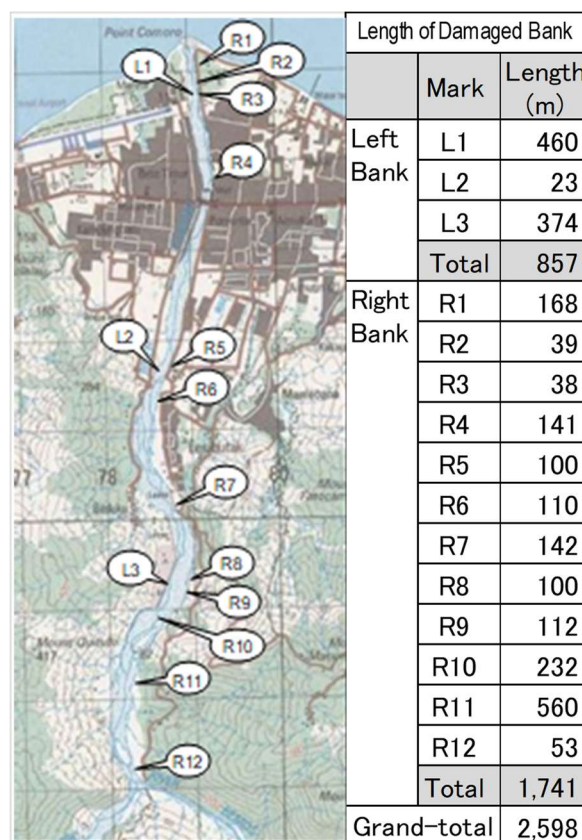 Point Comoro
R1
R2
L1
R3
R4
L2
R5
R6
77
78
80
R7
L3
R8
R9
R10
417
R11
R12
Length of Damaged Bank
Mark Length (m)
Left Bank L1 460
L2 23
L3 374
Total 857
Right Bank R1 168
R2 39
R3 38
R4 141
R5 100
R6 110
R7 142
R8 100
R9 112
R10 232
R11 560
R12 53
Total 1,741
Grand-total 2,598